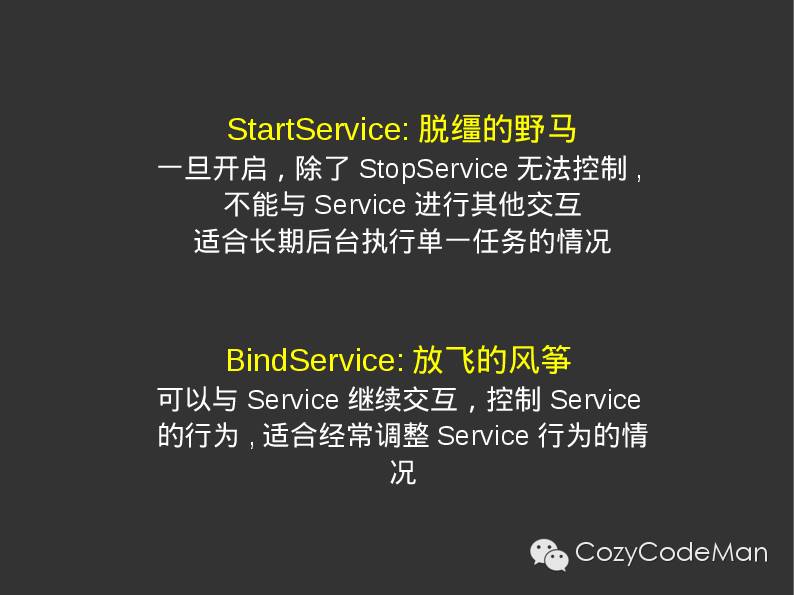 StartService: 脱缰的野马
一旦开启，除了 StopService 无法控制 ,
不能与 Service 进行其他交互
适合长期后台执行单一任务的情况
BindService: 放飞的风筝
可以与 Service 继续交互，控制 Service
的行为 , 适合经常调整 Service 行为的情
况
CozyCodeMan